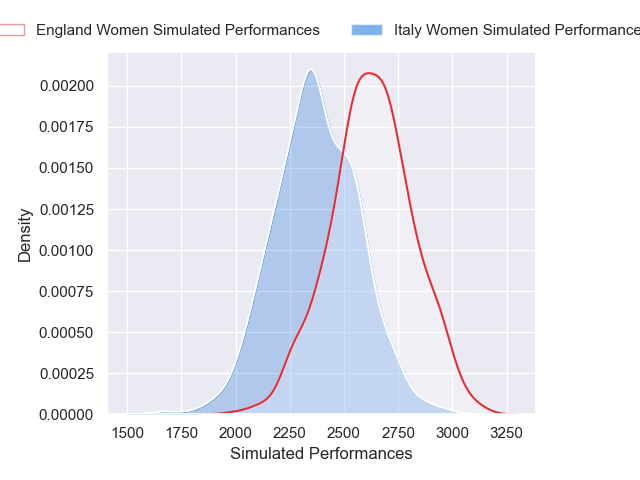 England Women Simulated Performances Italy Women Simulated Performance
0.00200
0.00175
0.00150
0.00125
0.00100
0.00075
0.00050
0.00025
0.00000
Density
1500 1750 2000 2250 2500 2750 3000 3250
Simulated Performances